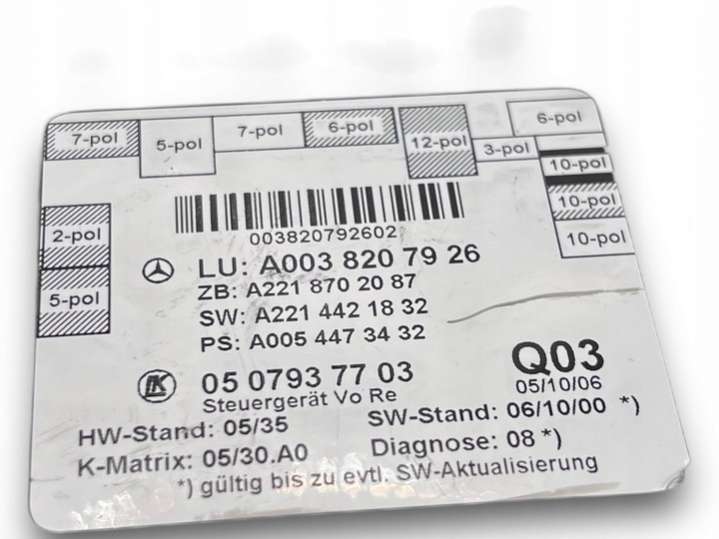 7-pol
5-pol
7-pol
6-pol
12-pol
3-pol
6-pol
10-pol
10-pol
10-pol
2-pol
5-pol
003820792602
LU: A003 820 79 26
ZB: A221 870 20 87
SW: A221 442 18 32
PS: A005 447 34 32
Q03
05/10/06
LK 05 0793 77 03
Steuergerät Vo Re
HW-Stand: 05/35
SW-Stand: 06/10/00 *)
K-Matrix: 05/30.A0
Diagnose: 08 *)
*) gültig bis zu evtl. SW-Aktualisierung